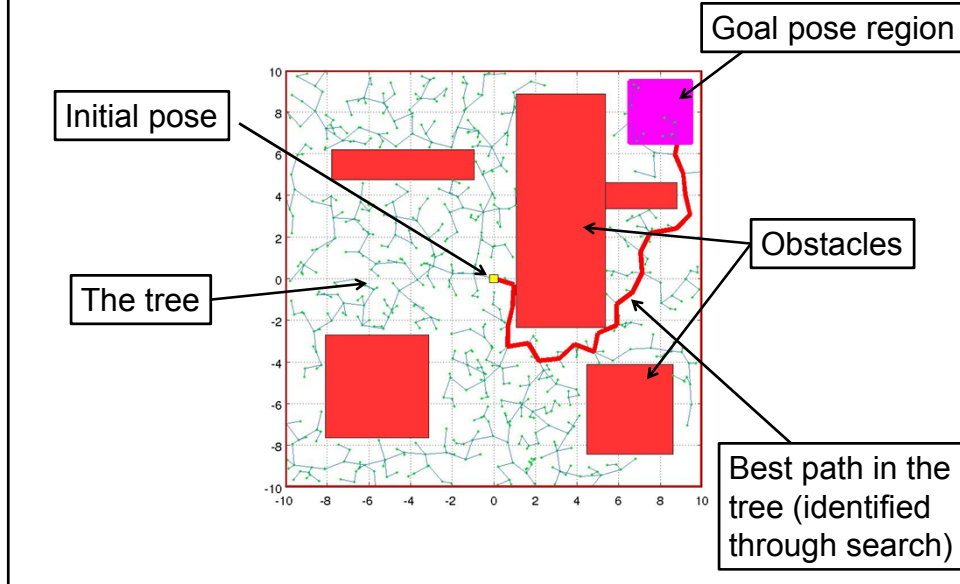 Goal pose region
Initial pose
Obstacles
The tree
Best path in the
tree (identified
through search)
10
8
6
4
2
0
-2
-4
-6
-8
-10
-10 -8 -6 -4 -2 0 2 4 6 8 10